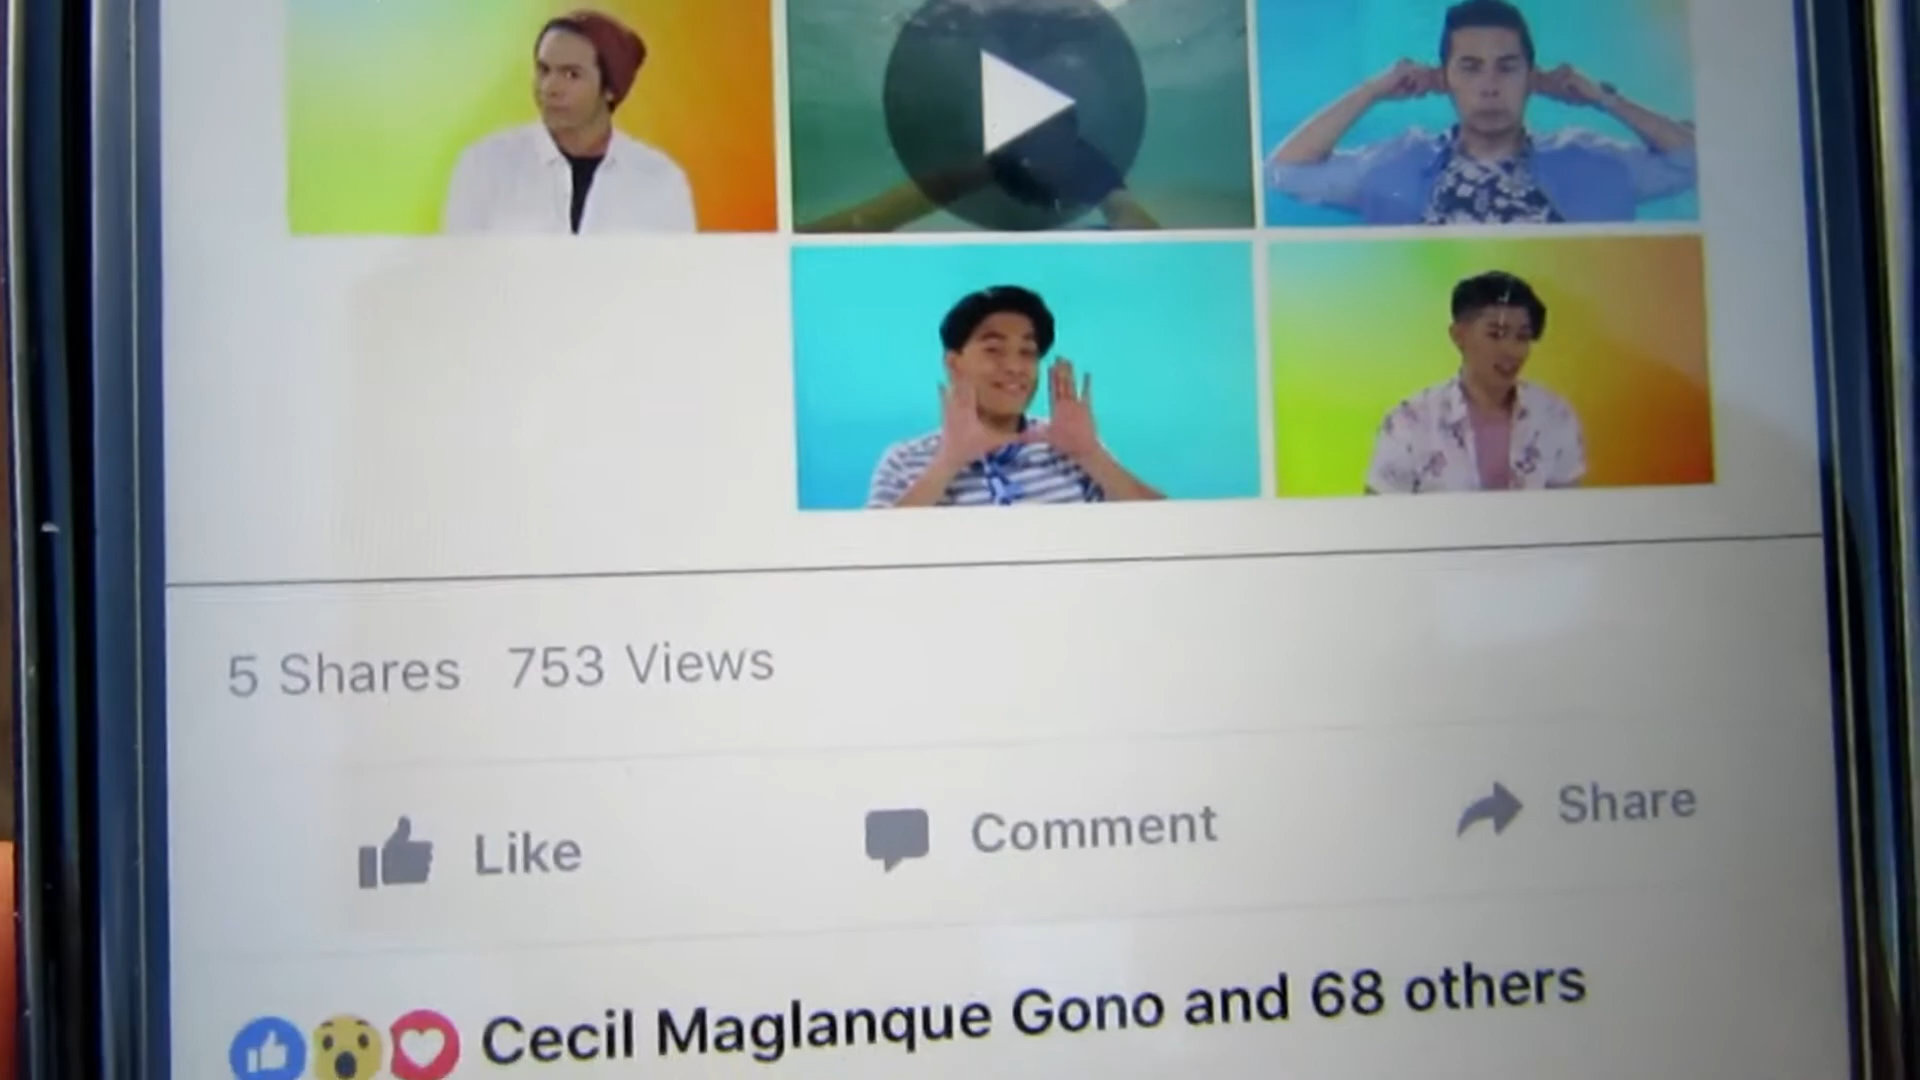 5 Shares 753 Views
Like Comment Share
Cecil Maglanque Gono and 68 others